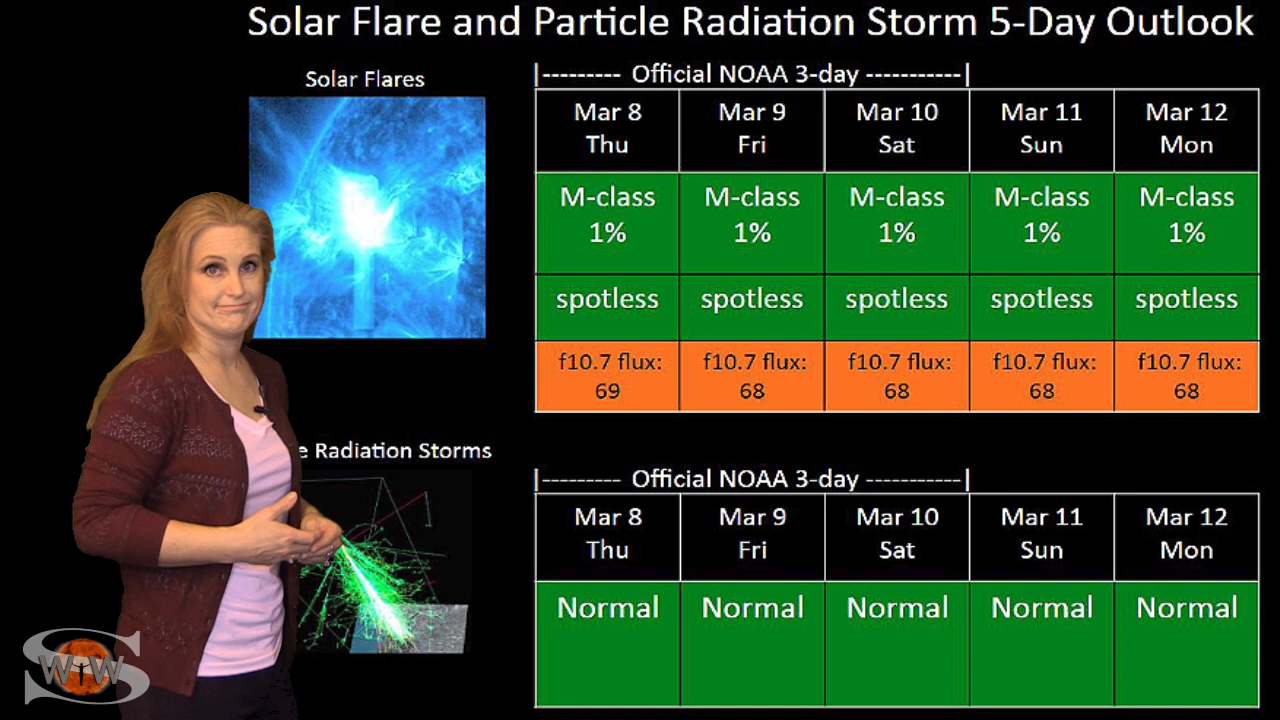 Solar Flare and Particle Radiation Storm 5-Day Outlook
Solar Flares
|--------- Official NOAA 3-day -----------|
Mar 8 Mar 9 Mar 10 Mar 11 Mar 12
Thu Fri Sat Sun Mon
M-class M-class M-class M-class M-class
1% 1% 1% 1% 1%
spotless spotless spotless spotless spotless
f10.7 flux: f10.7 flux: f10.7 flux: f10.7 flux: f10.7 flux:
69 68 68 68 68
e Radiation Storms
|--------- Official NOAA 3-day -----------|
Mar 8 Mar 9 Mar 10 Mar 11 Mar 12
Thu Fri Sat Sun Mon
Normal Normal Normal Normal Normal
S
WiW